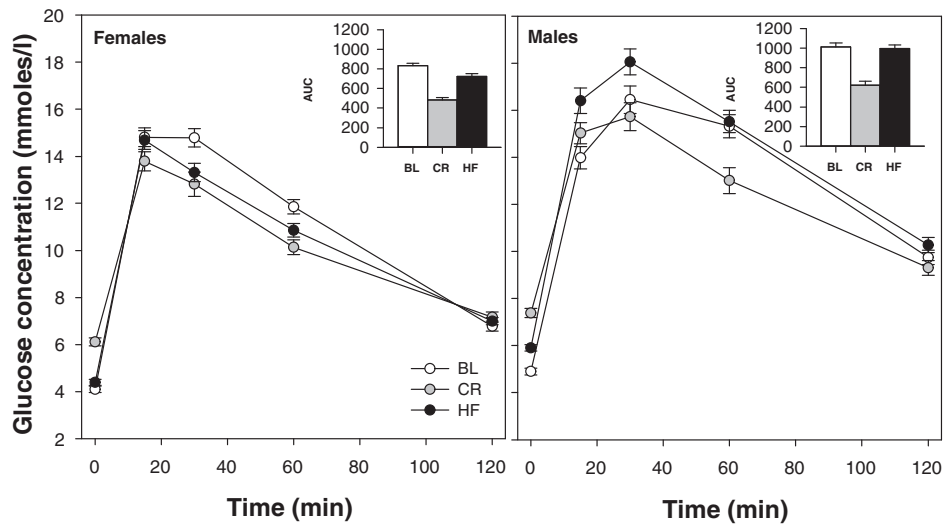 Glucose concentration (mmoles/l)
20
18
16
14
12
10
8
6
4
2
Females
AUC
1200
1000
800
600
400
200
0
BL CR HF
BL
CR
HF
0 20 40 60 80 100 120
Time (min)
Males
AUC
1200
1000
800
600
400
200
0
BL CR HF
0 20 40 60 80 100 120
Time (min)